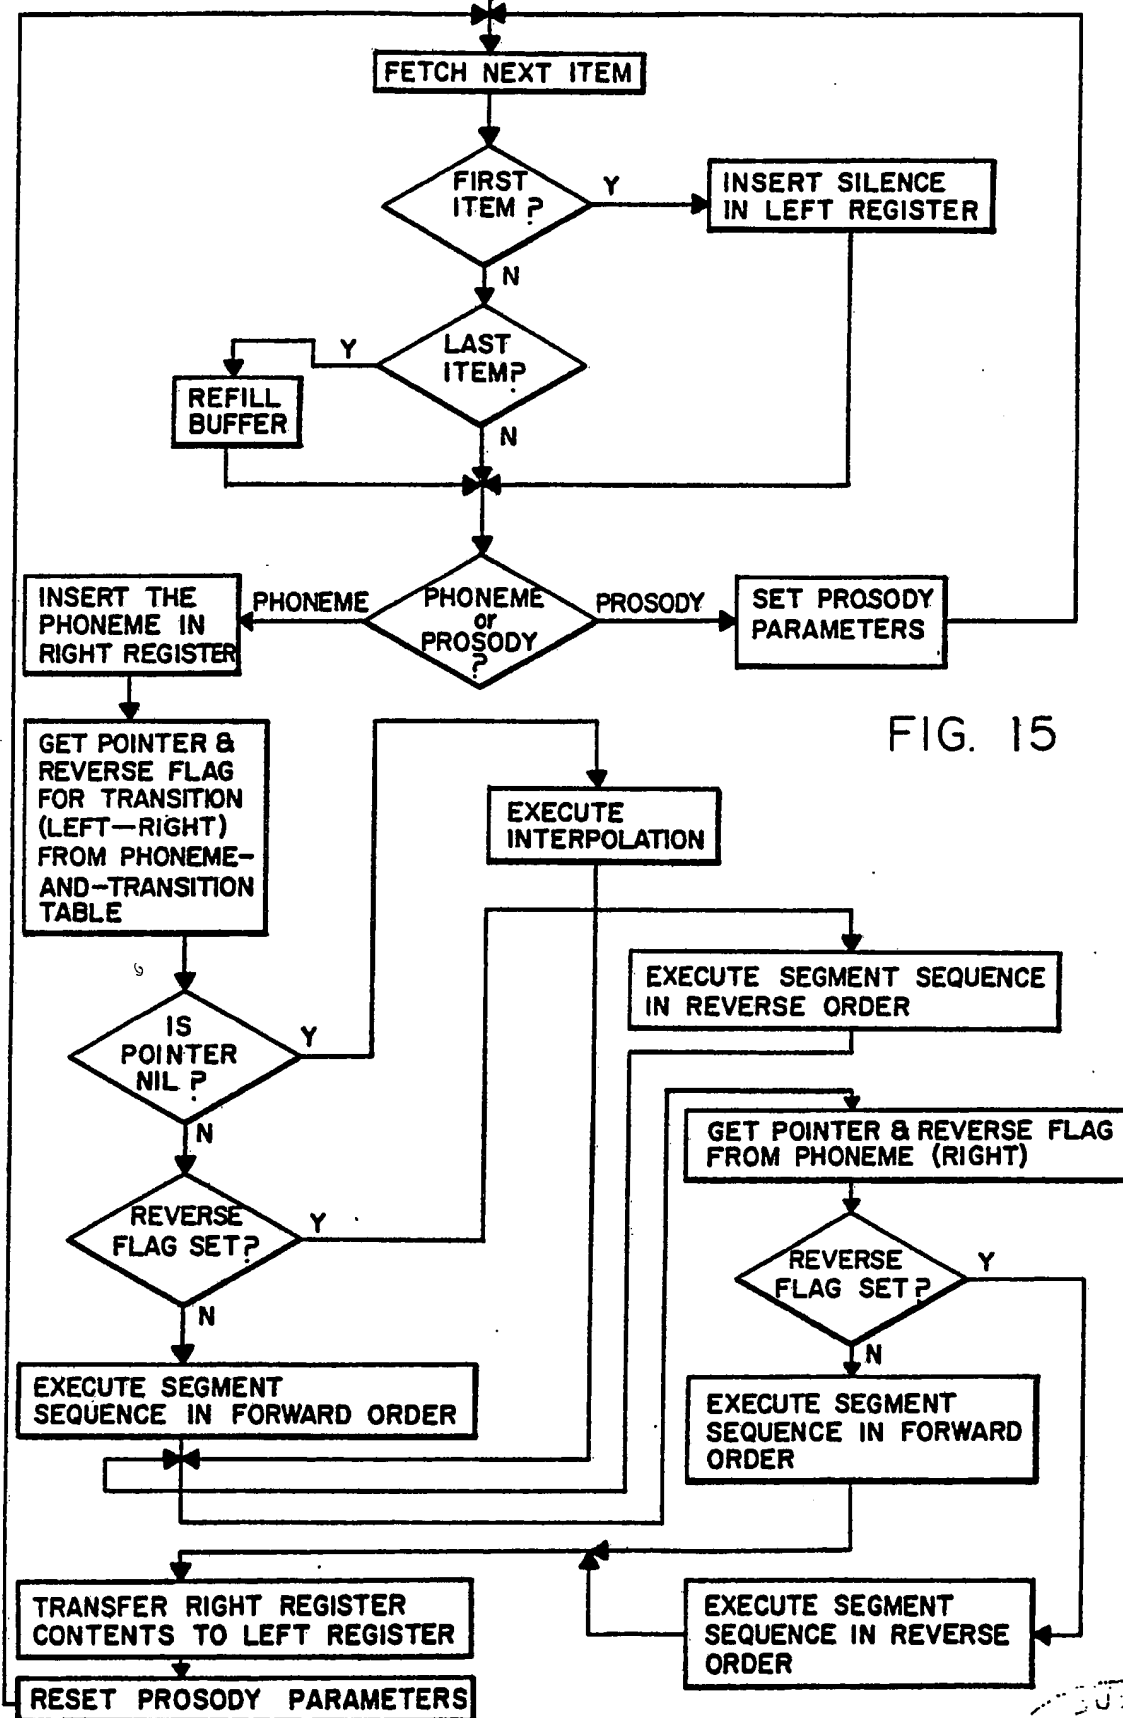 FETCH NEXT ITEM
FIRST
ITEM ?
Y
INSERT SILENCE
IN LEFT REGISTER
N
LAST
ITEM?
Y
REFILL
BUFFER
N
INSERT THE
PHONEME IN
RIGHT REGISTER
PHONEME
PHONEME
or
PROSODY
?
PROSODY
SET PROSODY
PARAMETERS
FIG. 15
GET POINTER &
REVERSE FLAG
FOR TRANSITION
(LEFT—RIGHT)
FROM PHONEME-
AND-TRANSITION
TABLE
EXECUTE
INTERPOLATION
EXECUTE SEGMENT SEQUENCE
IN REVERSE ORDER
IS
POINTER
NIL ?
Y
N
GET POINTER & REVERSE FLAG
FROM PHONEME (RIGHT)
REVERSE
FLAG SET?
Y
N
REVERSE
FLAG SET?
Y
N
EXECUTE SEGMENT
SEQUENCE IN FORWARD ORDER
EXECUTE SEGMENT
SEQUENCE IN FORWARD
ORDER
TRANSFER RIGHT REGISTER
CONTENTS TO LEFT REGISTER
EXECUTE SEGMENT
SEQUENCE IN REVERSE
ORDER
RESET PROSODY PARAMETERS